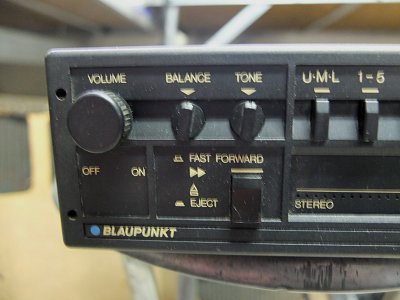 VOLUME BALANCE TONE U·M·L 1-5
OFF ON FAST FORWARD
EJECT
STEREO
BLAUPUNKT